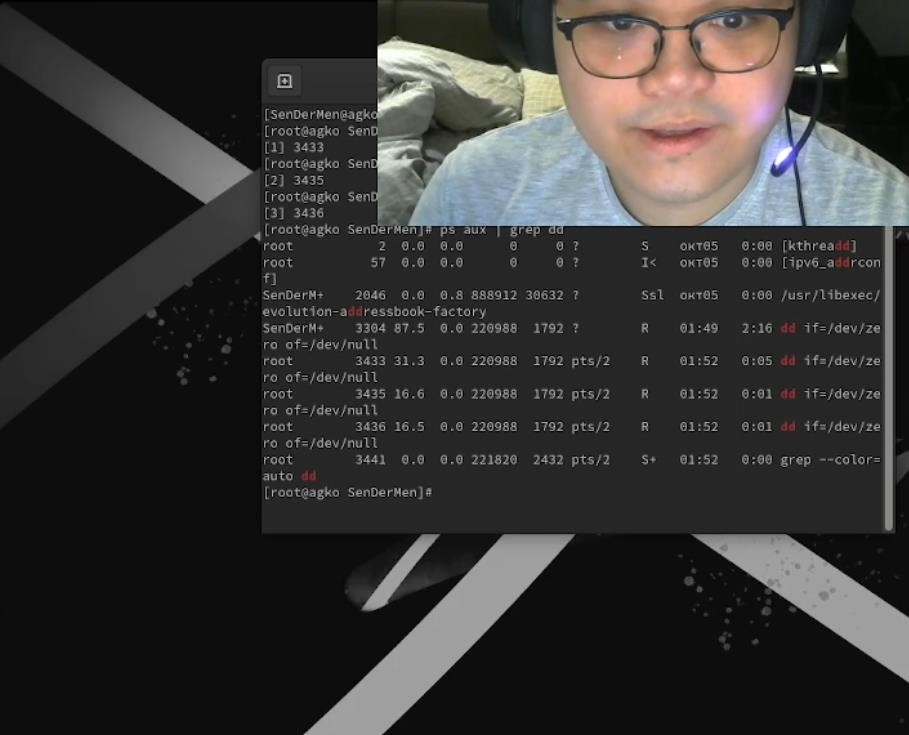 [SenDerMen@agko
[root@agko SenD
[1] 3433
[root@agko SenD
[2] 3435
[root@agko SenD
[3] 3436
[root@agko SenDerMen]# ps aux | grep dd
root 2 0.0 0.0 0 0 ? S окт05 0:00 [kthreadd]
root 57 0.0 0.0 0 0 ? I< окт05 0:00 [ipv6_addrcon
f]
SenDerM+ 2046 0.0 0.8 888912 30632 ? Ssl окт05 0:00 /usr/libexec/
evolution-addressbook-factory
SenDerM+ 3304 87.5 0.0 220988 1792 ? R 01:49 2:16 dd if=/dev/ze
ro of=/dev/null
root 3433 31.3 0.0 220988 1792 pts/2 R 01:52 0:05 dd if=/dev/ze
ro of=/dev/null
root 3435 16.6 0.0 220988 1792 pts/2 R 01:52 0:01 dd if=/dev/ze
ro of=/dev/null
root 3436 16.5 0.0 220988 1792 pts/2 R 01:52 0:01 dd if=/dev/ze
ro of=/dev/null
root 3441 0.0 0.0 221820 2432 pts/2 S+ 01:52 0:00 grep --color=
auto dd
[root@agko SenDerMen]#